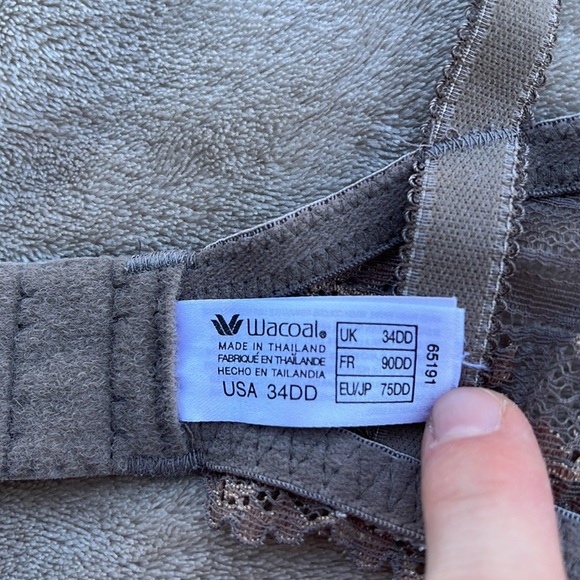 Wacoal®
MADE IN THAILAND
FABRIQUÉ EN THAÏLANDE
HECHO EN TAILANDIA
USA 34DD
UK 34DD
FR 90DD
EU/JP 75DD
65191